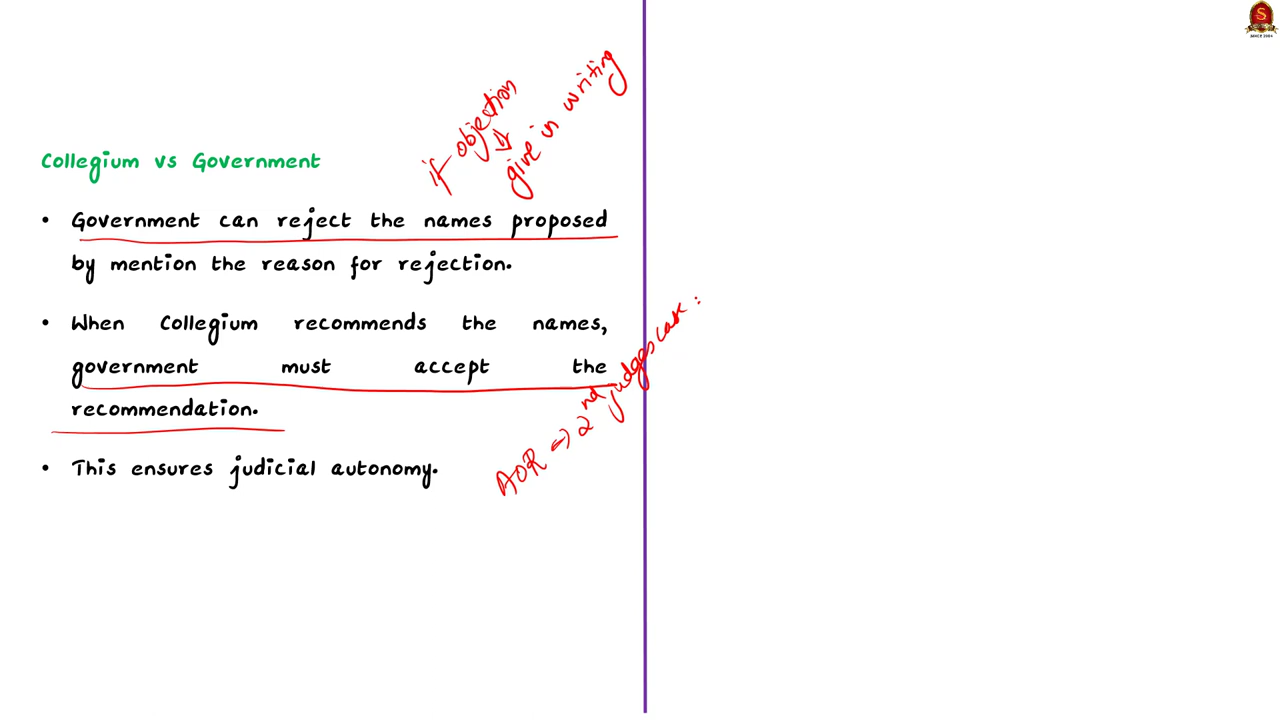 if objection
give in writing
Collegium vs Government
• Government can reject the names proposed
by mention the reason for rejection.
• When Collegium recommends the names,
government must accept the
recommendation.
AOR => 2nd judges case :
• This ensures judicial autonomy.
S
SINCE 2004